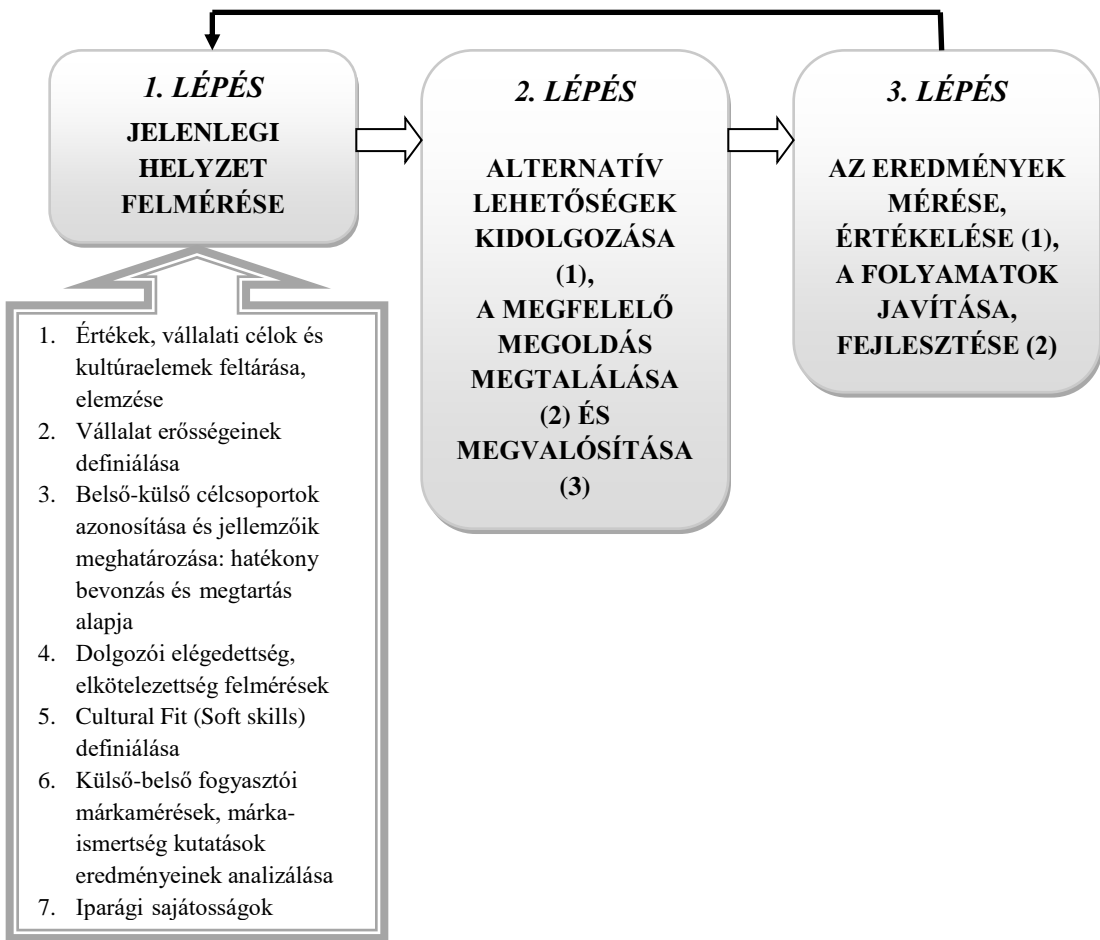 1. LÉPÉS
JELENLEGI
HELYZET
FELMÉRÉSE
2. LÉPÉS
ALTERNATÍV
LEHETŐSÉGEK
KIDOLGOZÁSA
(1),
A MEGFELELŐ
MEGOLDÁS
MEGTALÁLÁSA
(2) ÉS
MEGVALÓSÍTÁSA
(3)
3. LÉPÉS
AZ EREDMÉNYEK
MÉRÉSE,
ÉRTÉKELÉSE (1),
A FOLYAMATOK
JAVÍTÁSA,
FEJLESZTÉSE (2)
1. Értékek, vállalati célok és
kultúraelemek feltárása,
elemzése
2. Vállalat erősségeinek
definiálása
3. Belső-külső célcsoportok
azonosítása és jellemzőik
meghatározása: hatékony
bevonzás és megtartás
alapja
4. Dolgozói elégedettség,
elkötelezettség felmérések
5. Cultural Fit (Soft skills)
definiálása
6. Külső-belső fogyasztói
márkamérések, márka-
ismertség kutatások
eredményeinek analizálása
7. Iparági sajátosságok